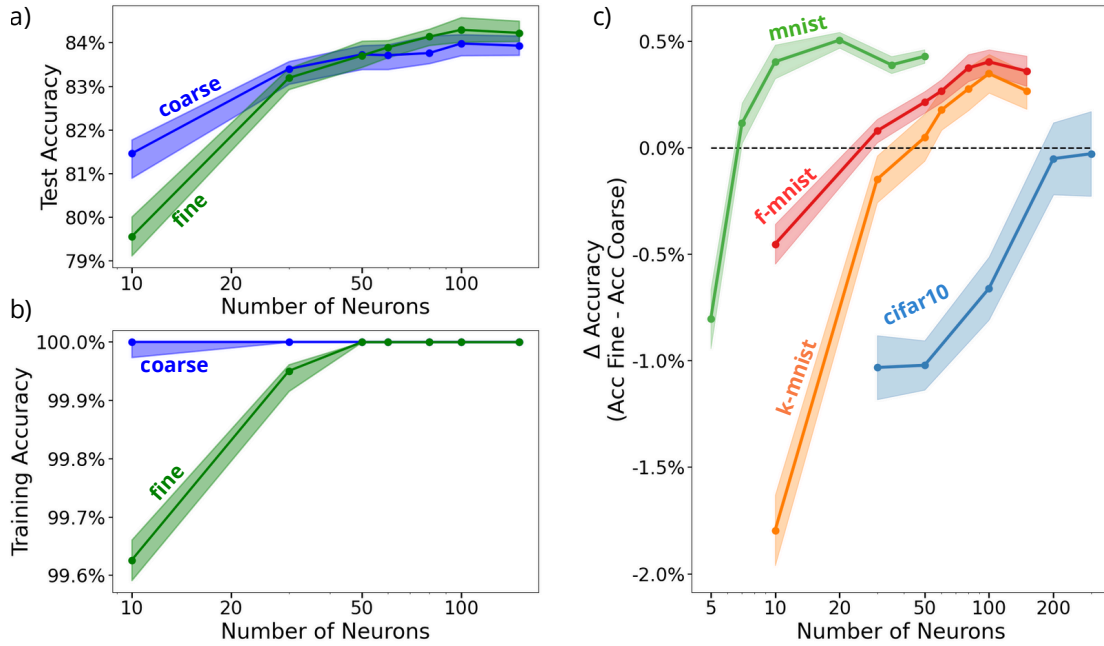 a)
Test Accuracy
84%
83%
82%
81%
80%
79%
coarse
fine
10
20
50
100
Number of Neurons
b)
Training Accuracy
100.0%
99.9%
99.8%
99.7%
99.6%
coarse
fine
10
20
50
100
Number of Neurons
c)
Δ Accuracy
(Acc Fine - Acc Coarse)
0.5%
0.0%
-0.5%
-1.0%
-1.5%
-2.0%
mnist
f-mnist
k-mnist
cifar10
5
10
20
50
100
200
Number of Neurons